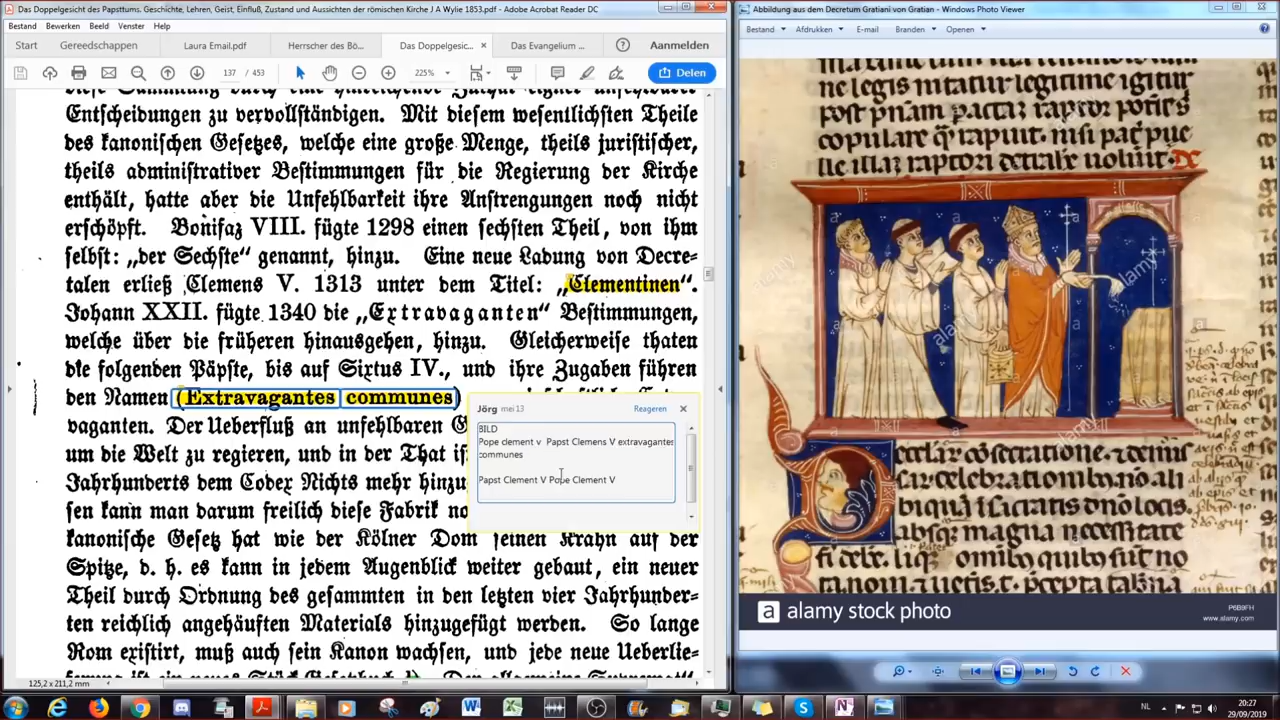 Das Doppelgesicht des Papsttums. Geschichte, Lehren, Geist, Einfluß, Zustand und Aussichten der römischen Kirche J A Wylie 1853.pdf - Adobe Acrobat Reader DC
Bestand Bewerken Beeld Venster Help
Start Gereedschappen Laura Email.pdf Herrscher des Bö... Das Doppelgesic... × Das Evangelium ... Aanmelden
137 / 453 225% Delen
Entscheidungen zu vervollständigen. Mit diesem wesentlichsten Theile
des kanonischen Gesetzes, welche eine große Menge, theils juristischer,
theils administrativer Bestimmungen für die Regierung der Kirche
enthält, hatte aber die Unfehlbarkeit ihre Anstrengungen noch nicht
erschöpft. Bonifaz VIII. fügte 1298 einen sechsten Theil, von ihm
selbst: „der Sechste“ genannt, hinzu. Eine neue Ladung von Decre-
talen erließ Clemens V. 1313 unter dem Titel: „Clementinen“.
Johann XXII. fügte 1340 die „Extravaganten“ Bestimmungen,
welche über die früheren hinausgehen, hinzu. Gleicherweise thaten
die folgenden Päpste, bis auf Sixtus IV., und ihre Zugaben führen
den Namen (Extravagantes communes)
vaganten. Der Ueberfluß an unfehlbaren
um die Welt zu regieren, und in der That
Jahrhunderts dem Codex Nichts mehr
sen kann man darum freilich diese Fabrik
kanonische Gesetz hat wie der Kölner Dom seinen Krahn auf der
Spitze, d. h. es kann in jedem Augenblick weiter gebaut, ein neuer
Theil durch Ordnung des gesammten in den letzten vier Jahrhunder-
ten reichlich angehäuften Materials hinzugefügt werden. So lange
Rom existirt, muß auch sein Kanon wachsen, und jede neue Ueberlie-
125,2 x 211,2 mm
Jörg mei 13 Reageren
BILD
Pope clement v Papst Clemens V extravagantes
communes
Papst Clement V Pope Clement V
Abbildung aus dem Decretum Gratiani von Gratian - Windows Photo Viewer
Bestand Afdrukken E-mail Branden Openen
ne legis mitatur legitime igitur
alamy
alamy
alamy
a alamy stock photo
P6B9FH
www.alamy.com
NL
20:27
29/09/2019